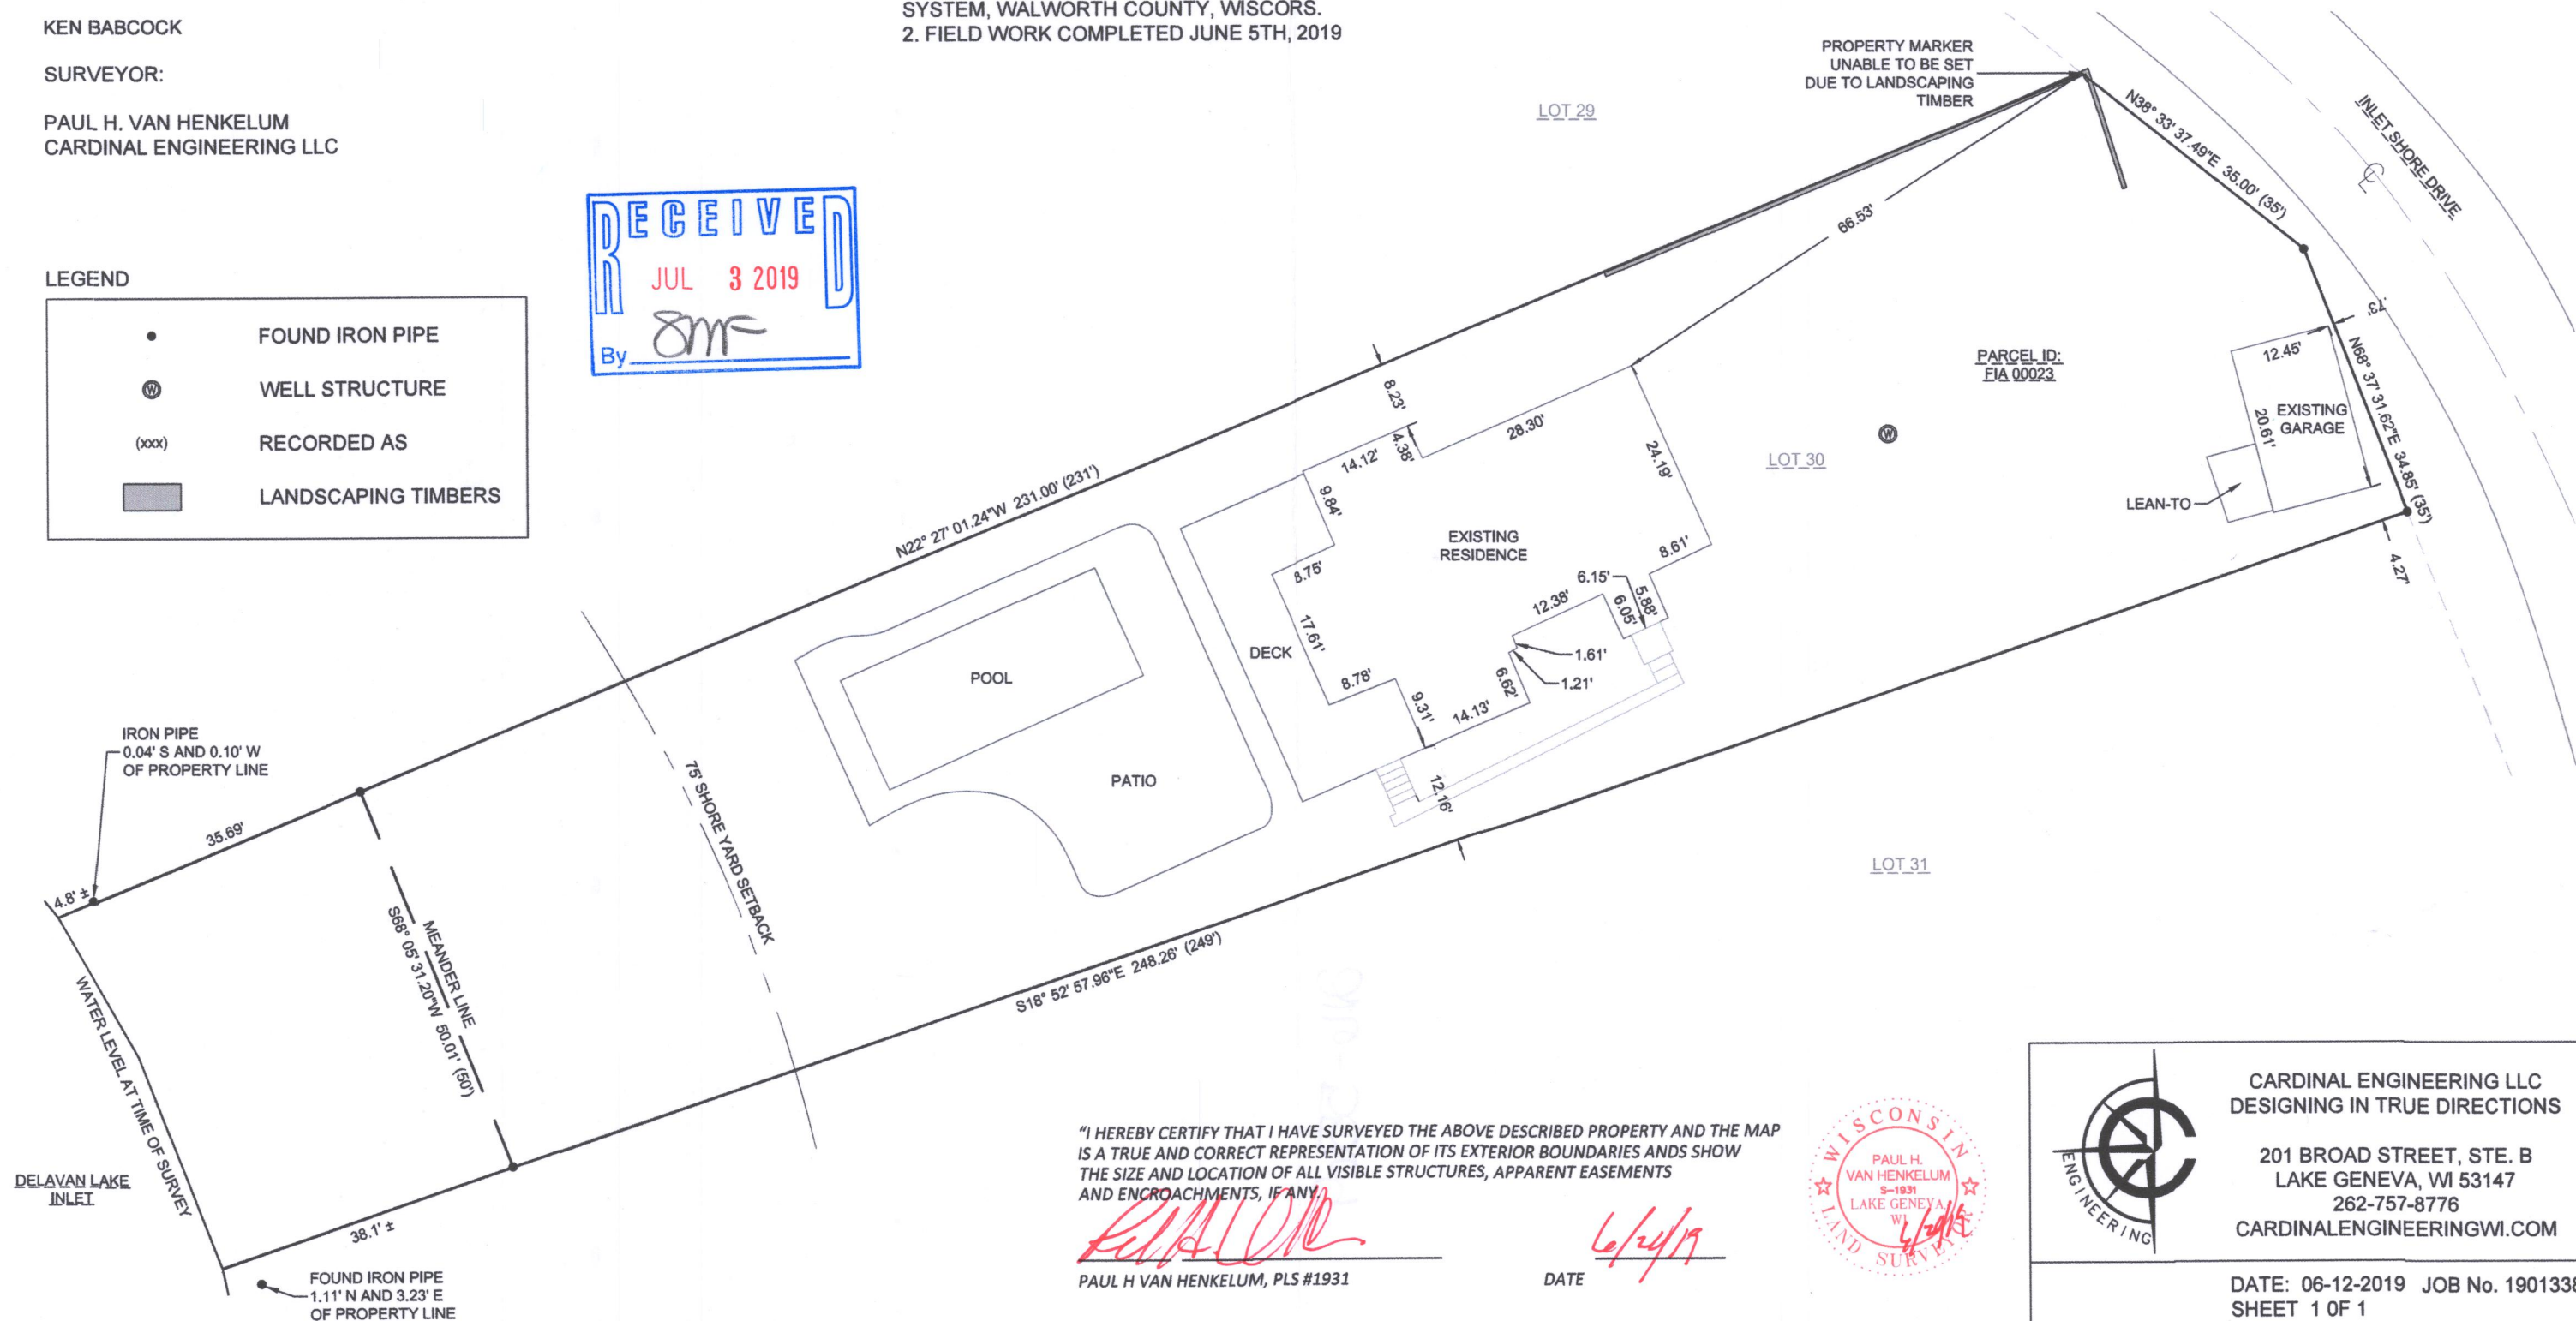 KEN BABCOCK
SURVEYOR:
PAUL H. VAN HENKELUM
CARDINAL ENGINEERING LLC
SYSTEM, WALWORTH COUNTY, WISCORS.
2. FIELD WORK COMPLETED JUNE 5TH, 2019
RECEIVED
JUL 3 2019
By
LEGEND
FOUND IRON PIPE
W WELL STRUCTURE
(xxx) RECORDED AS
LANDSCAPING TIMBERS
PROPERTY MARKER
UNABLE TO BE SET
DUE TO LANDSCAPING
TIMBER
LOT 29
N38° 33' 37.49"E 35.00' (35')
INLET SHORE DRIVE
CL
66.53'
.73'
N68° 37' 31.62"E 34.85' (35')
12.45'
20.61'
EXISTING
GARAGE
LEAN-TO
4.27'
PARCEL ID:
FIA 00023
W
LOT 30
8.23'
4.38'
28.30'
14.12'
24.19'
9.84'
EXISTING
RESIDENCE
8.61'
8.75'
6.15'
5.88'
12.38'
6.05'
17.61'
DECK
1.61'
1.21'
8.78'
6.62'
9.31'
14.13'
12.16'
N22° 27' 01.24"W 231.00' (231')
POOL
PATIO
75' SHORE YARD SETBACK
IRON PIPE
0.04' S AND 0.10' W
OF PROPERTY LINE
35.69'
4.8' ±
MEANDER LINE
S68° 05' 31.20"W 50.01' (50')
WATER LEVEL AT TIME OF SURVEY
DELAVAN LAKE
INLET
38.1' ±
FOUND IRON PIPE
1.11' N AND 3.23' E
OF PROPERTY LINE
S18° 52' 57.96"E 248.26' (249')
LOT 31
"I HEREBY CERTIFY THAT I HAVE SURVEYED THE ABOVE DESCRIBED PROPERTY AND THE MAP
IS A TRUE AND CORRECT REPRESENTATION OF ITS EXTERIOR BOUNDARIES ANDS SHOW
THE SIZE AND LOCATION OF ALL VISIBLE STRUCTURES, APPARENT EASEMENTS
AND ENCROACHMENTS, IF ANY.
PAUL H VAN HENKELUM, PLS #1931
DATE
WISCONSIN
PAUL H.
VAN HENKELUM
S-1931
LAKE GENEVA,
WI
LAND SURVEYOR
ENGINEERING
CARDINAL ENGINEERING LLC
DESIGNING IN TRUE DIRECTIONS
201 BROAD STREET, STE. B
LAKE GENEVA, WI 53147
262-757-8776
CARDINALENGINEERINGWI.COM
DATE: 06-12-2019 JOB No. 1901338
SHEET 1 OF 1